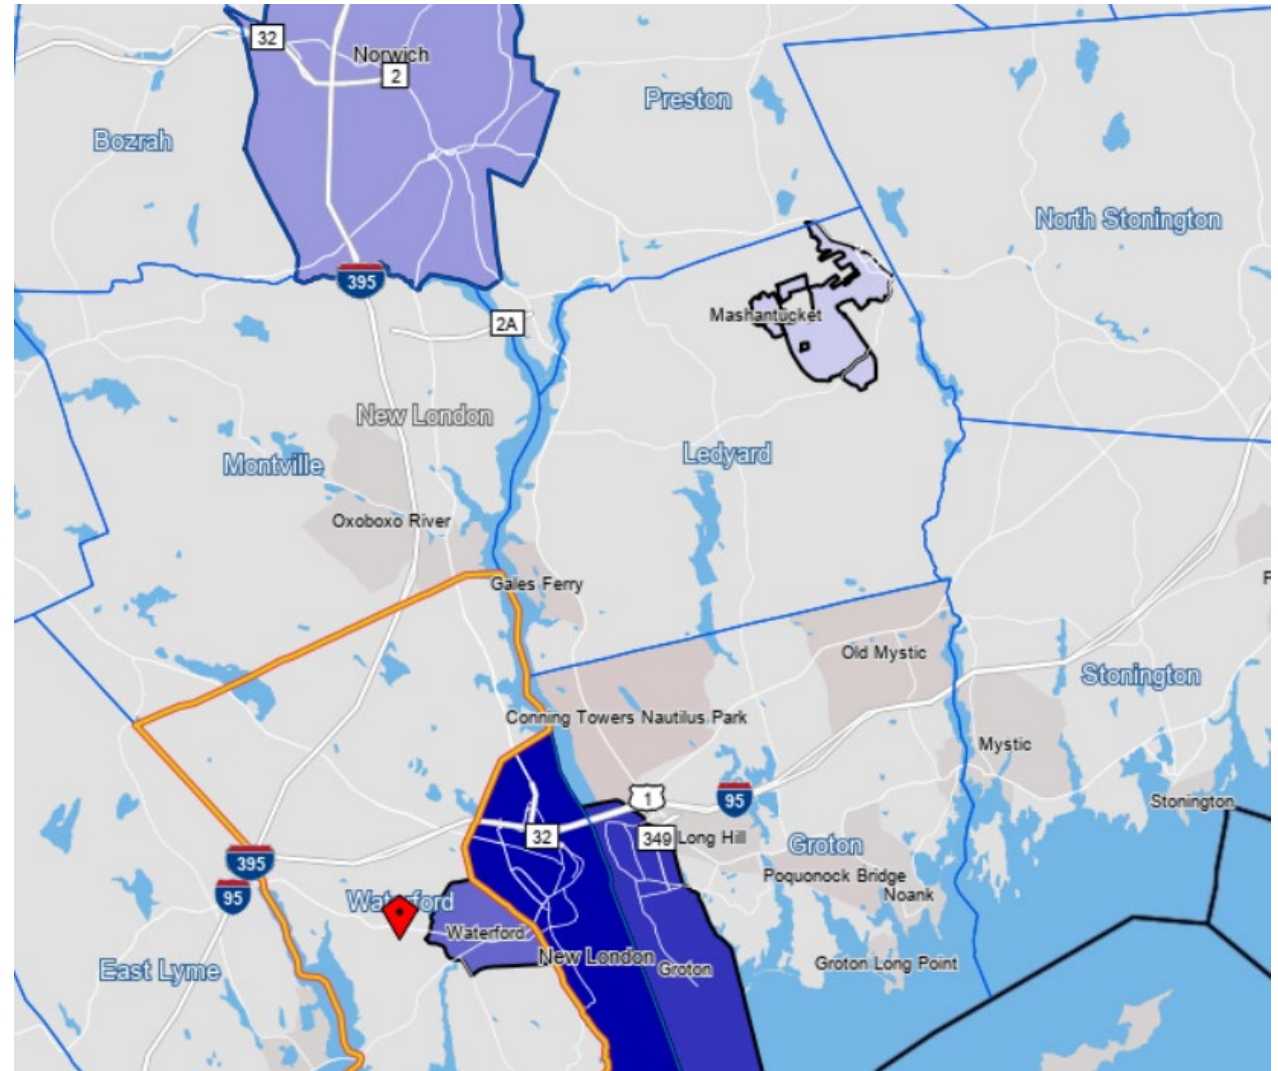 32
Norwich
2
Preston
Bozrah
North Stonington
395
Mashantucket
2A
New London
Ledyard
Montville
Oxoboxo River
Gales Ferry
Old Mystic
Stonington
Conning Towers Nautilus Park
Mystic
1
95
Stonington
32
349
Long Hill
Groton
395
Poquonock Bridge
95
Noank
Waterford
Waterford
New London
Groton
Groton Long Point
East Lyme